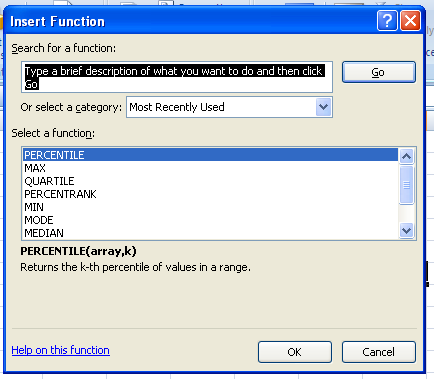 Insert Function
Search for a function:
Type a brief description of what you want to do and then click
Go
Go
Or select a category:
Most Recently Used
Select a function:
PERCENTILE
MAX
QUARTILE
PERCENTRANK
MIN
MODE
MEDIAN
PERCENTILE(array,k)
Returns the k-th percentile of values in a range.
Help on this function
OK
Cancel